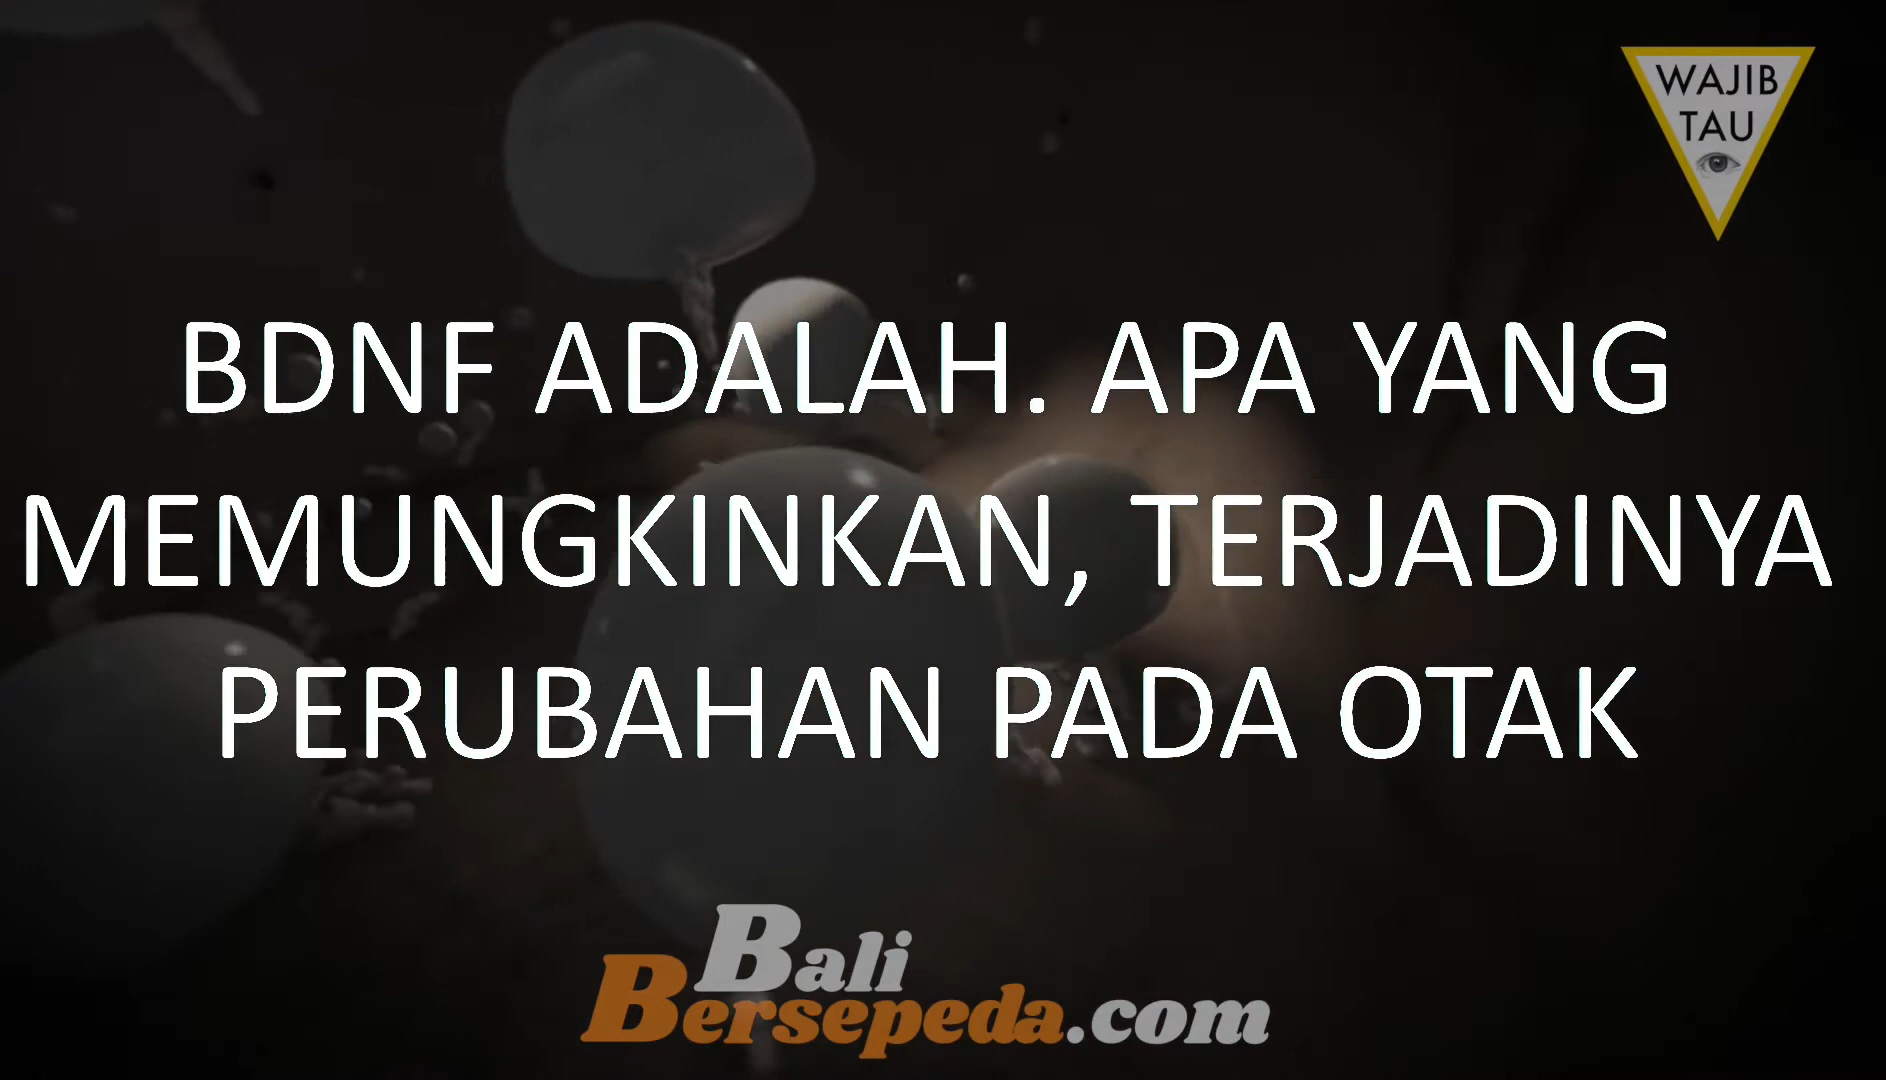 WAJIB
TAU
BDNF ADALAH. APA YANG
MEMUNGKINKAN, TERJADINYA
PERUBAHAN PADA OTAK
Bali
Bersepeda.com